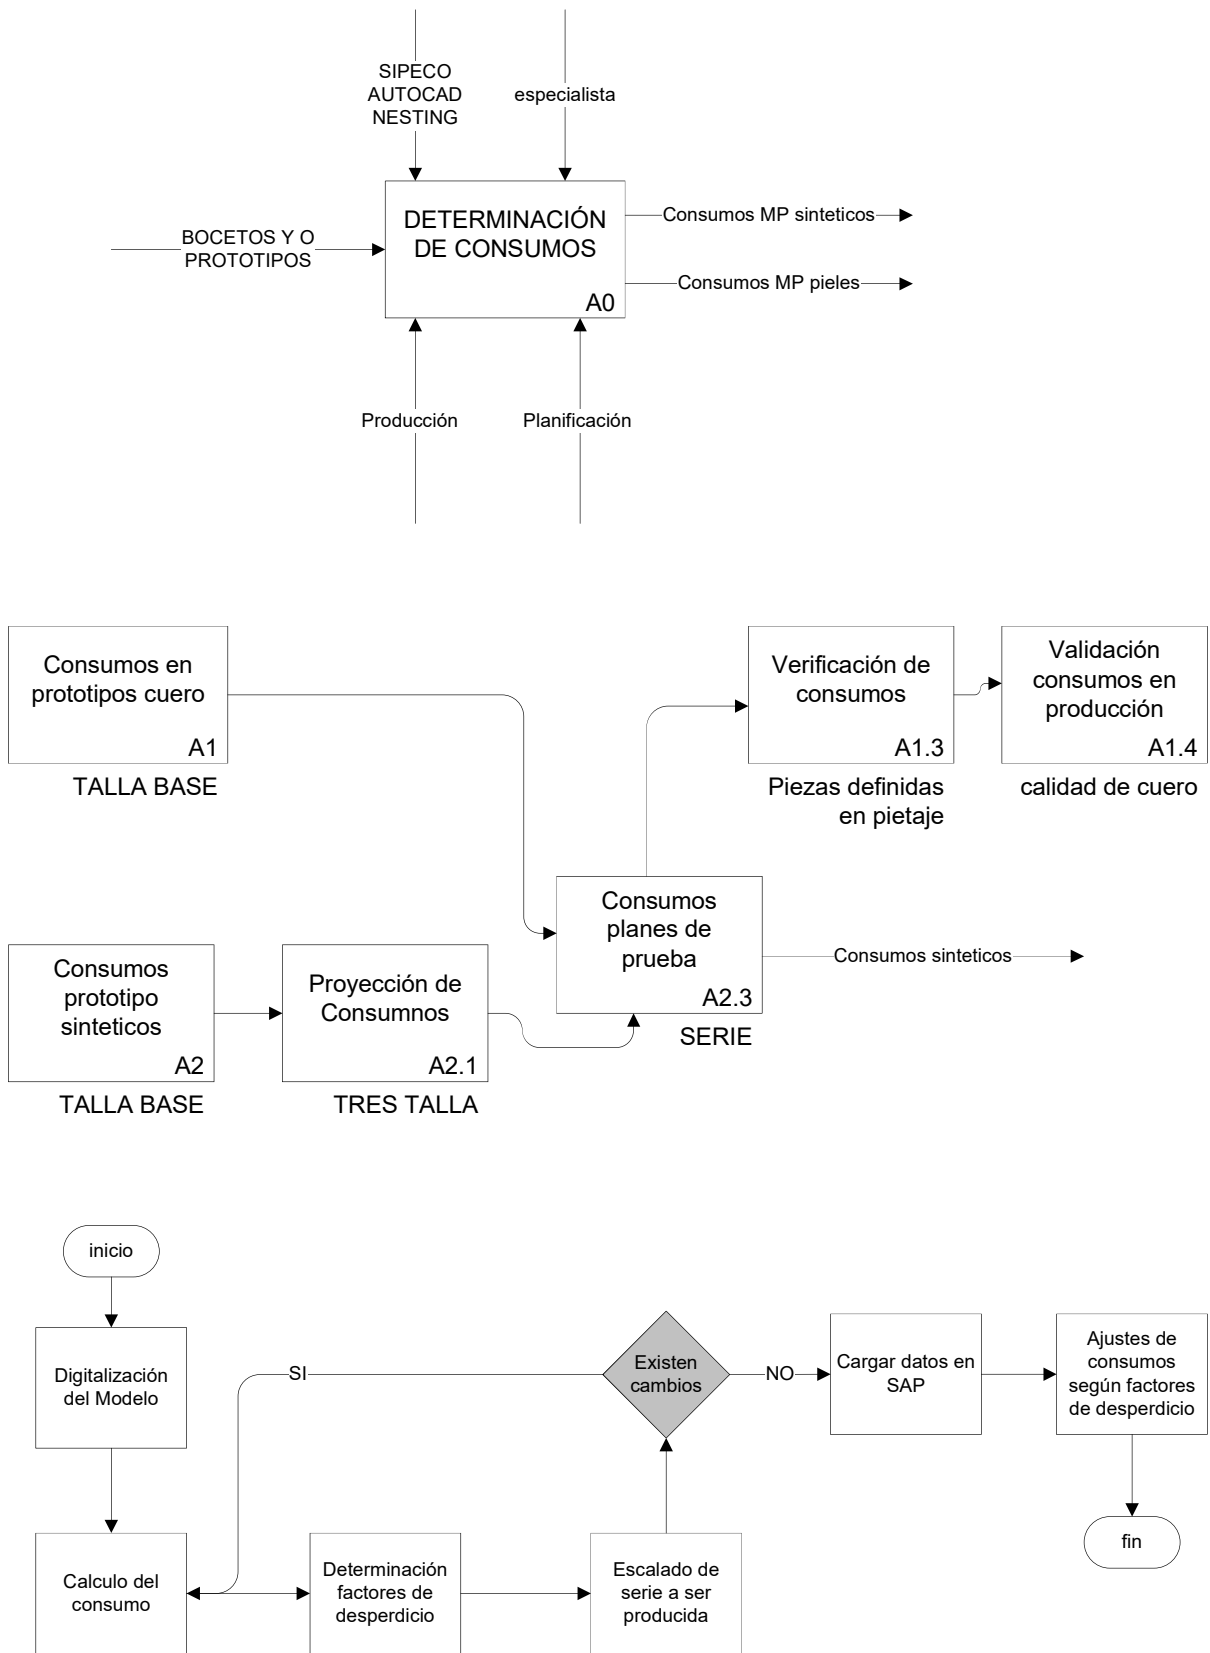 SIPECO
AUTOCAD
NESTING
especialista
DETERMINACIÓN
DE CONSUMOS
A0
Consumos MP sinteticos
BOCETOS Y O
PROTOTIPOS
Consumos MP pieles
Producción
Planificación
Consumos en
prototipos cuero
A1
TALLA BASE
Verificación de
consumos
A1.3
Piezas definidas
en pietaje
Validación
consumos en
producción
A1.4
calidad de cuero
Consumos
planes de
prueba
A2.3
SERIE
Consumos sinteticos
Consumos
prototipo
sinteticos
A2
TALLA BASE
Proyección de
Consumnos
A2.1
TRES TALLA
inicio
Digitalización
del Modelo
SI
Existen
cambios
NO
Cargar datos en
SAP
Ajustes de
consumos
según factores
de desperdicio
Calculo del
consumo
Determinación
factores de
desperdicio
Escalado de
serie a ser
producida
fin